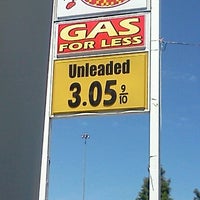 GAS
FOR LESS
Unleaded
3.05 9/10